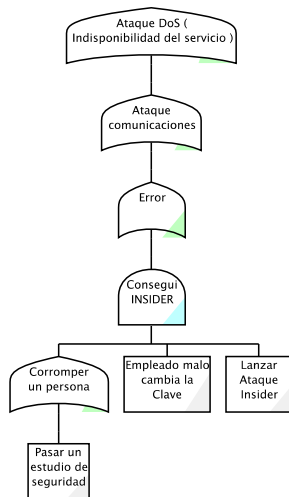 Ataque DoS (
Indisponibilidad del servicio )
Ataque
comunicaciones
Error
Consegui
INSIDER
Corromper
un persona
Empleado malo
cambia la
Clave
Lanzar
Ataque
Insider
Pasar un
estudio de
seguridad